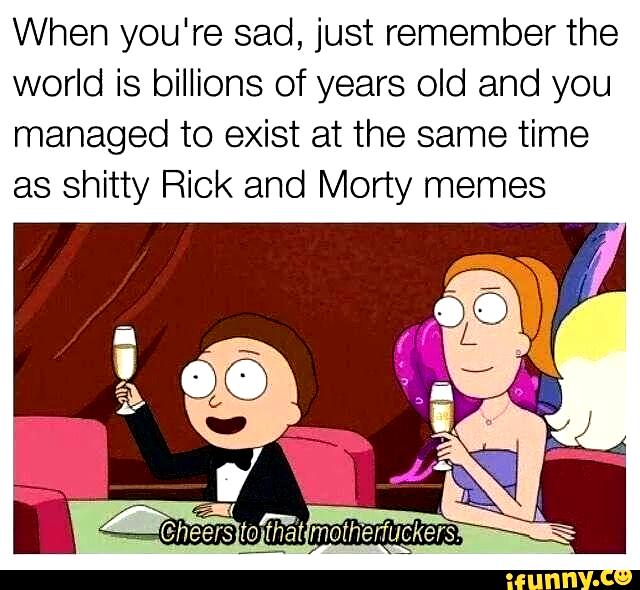 When you're sad, just remember the
world is billions of years old and you
managed to exist at the same time
as shitty Rick and Morty memes
Cheers to that motherfuckers.
ifunny.co